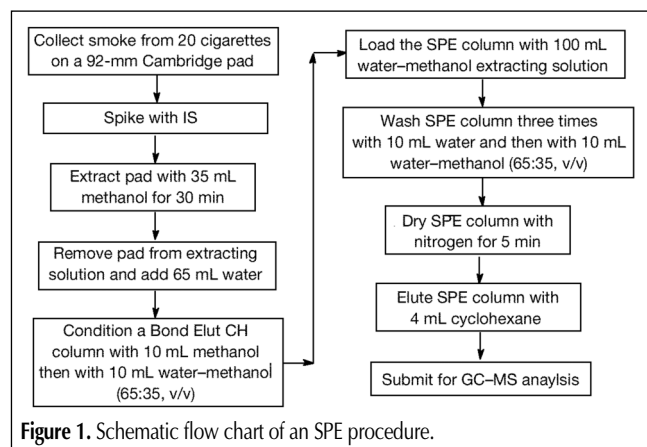 Collect smoke from 20 cigarettes
on a 92-mm Cambridge pad
Spike with IS
Extract pad with 35 mL
methanol for 30 min
Remove pad from extracting
solution and add 65 mL water
Condition a Bond Elut CH
column with 10 mL methanol
then with 10 mL water–methanol
(65:35, v/v)
Load the SPE column with 100 mL
water–methanol extracting solution
Wash SPE column three times
with 10 mL water and then with 10 mL
water–methanol (65:35, v/v)
Dry SPE column with
nitrogen for 5 min
Elute SPE column with
4 mL cyclohexane
Submit for GC–MS anaylsis
Figure 1. Schematic flow chart of an SPE procedure.